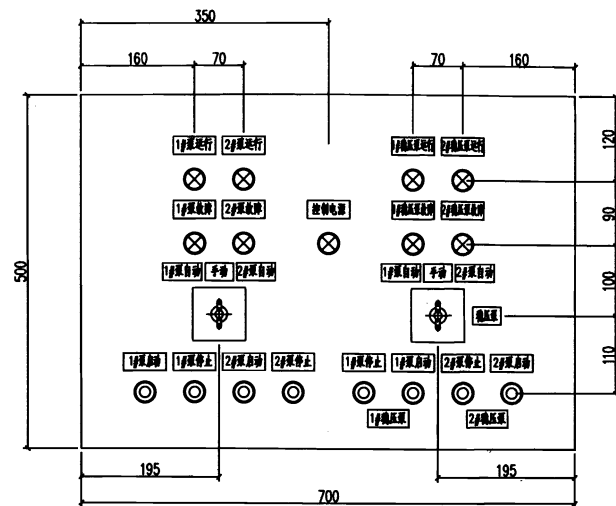 350
160
70
70
160
1#泵运行
2#泵运行
1#稳压泵运行
2#稳压泵运行
120
1#泵故障
2#泵故障
控制电源
1#稳压泵故障
2#稳压泵故障
90
1#泵自动
手动
2#泵自动
1#泵自动
手动
2#泵自动
500
稳压泵
100
1#泵启动
1#泵停止
2#泵启动
2#泵停止
1#泵停止
1#泵启动
2#泵停止
2#泵启动
110
1#稳压泵
2#稳压泵
195
195
700